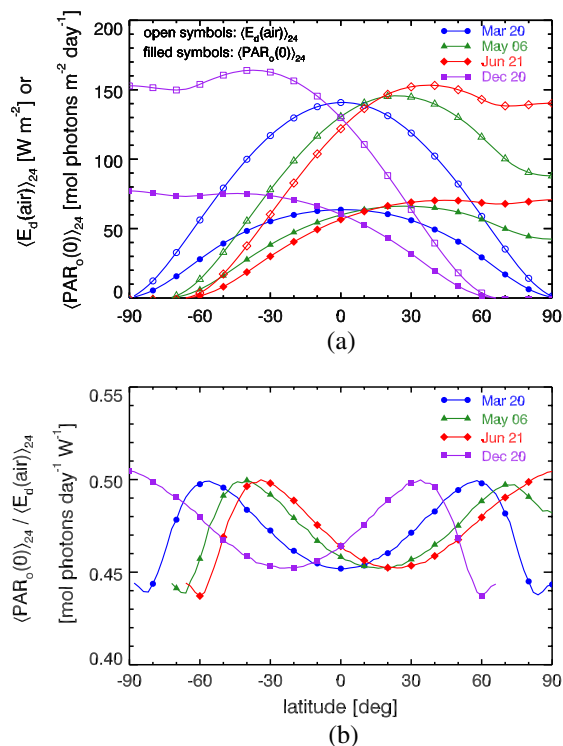 open symbols: ⟨E_d(air)⟩_24
filled symbols: ⟨PAR_o(0)⟩_24
Mar 20
May 06
Jun 21
Dec 20
⟨E_d(air)⟩_24 [W m^-2] or
⟨PAR_o(0)⟩_24 [mol photons m^-2 day^-1]
200
150
100
50
0
-90 -60 -30 0 30 60 90
(a)
Mar 20
May 06
Jun 21
Dec 20
⟨PAR_o(0)⟩_24 / ⟨E_d(air)⟩_24
[mol photons day^-1 W^-1]
0.55
0.50
0.45
0.40
-90 -60 -30 0 30 60 90
latitude [deg]
(b)